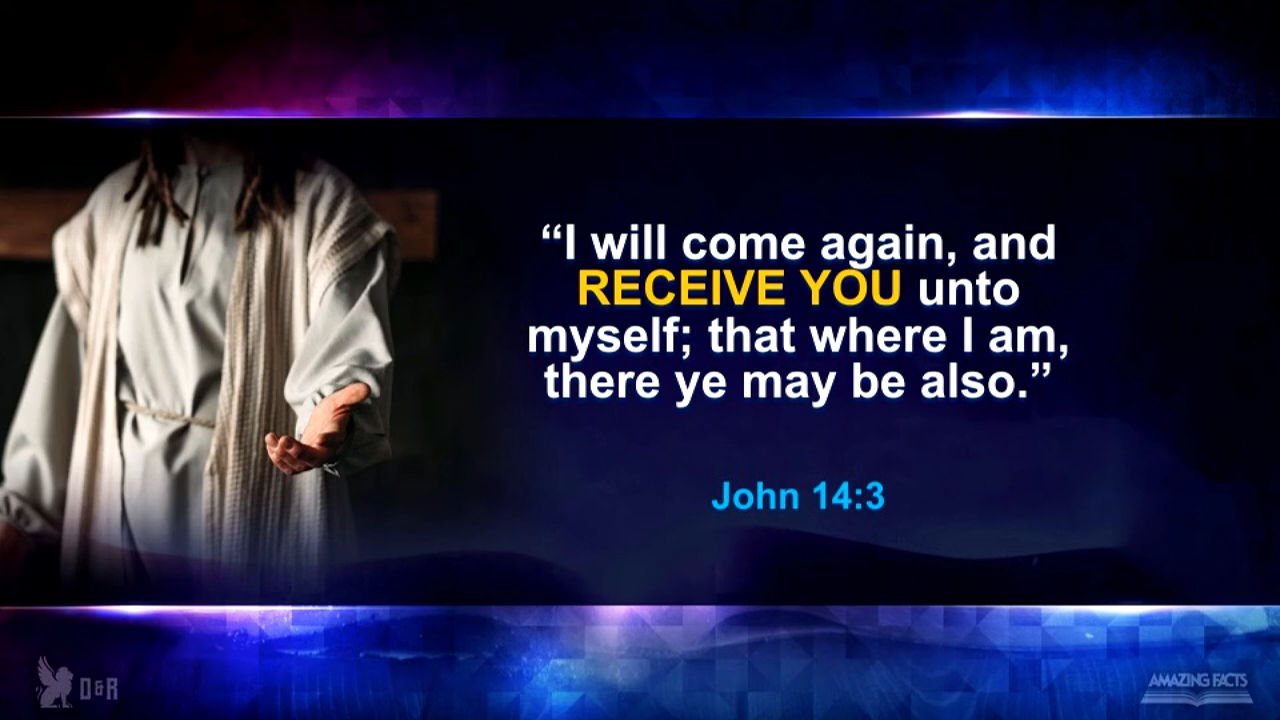 “I will come again, and
RECEIVE YOU unto
myself; that where I am,
there ye may be also.”
John 14:3
D&R
AMAZING FACTS